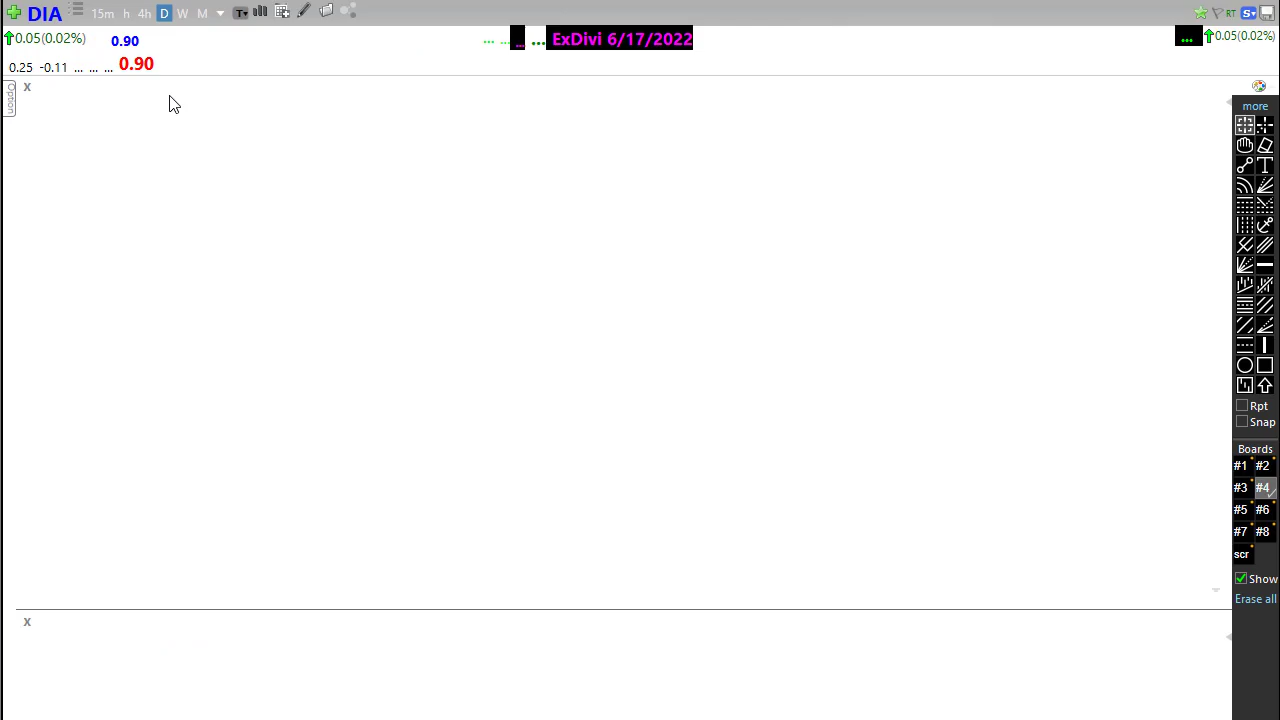 DIA 15m h 4h D W M T RT S
0.05(0.02%) 0.90 ... ... ... ... ExDivi 6/17/2022 ... 0.05(0.02%)
0.25 -0.11 ... ... ... 0.90
Option
X
more
T
Rpt
Snap
Boards
#1 #2
#3 #4
#5 #6
#7 #8
scr
Show
Erase all
X